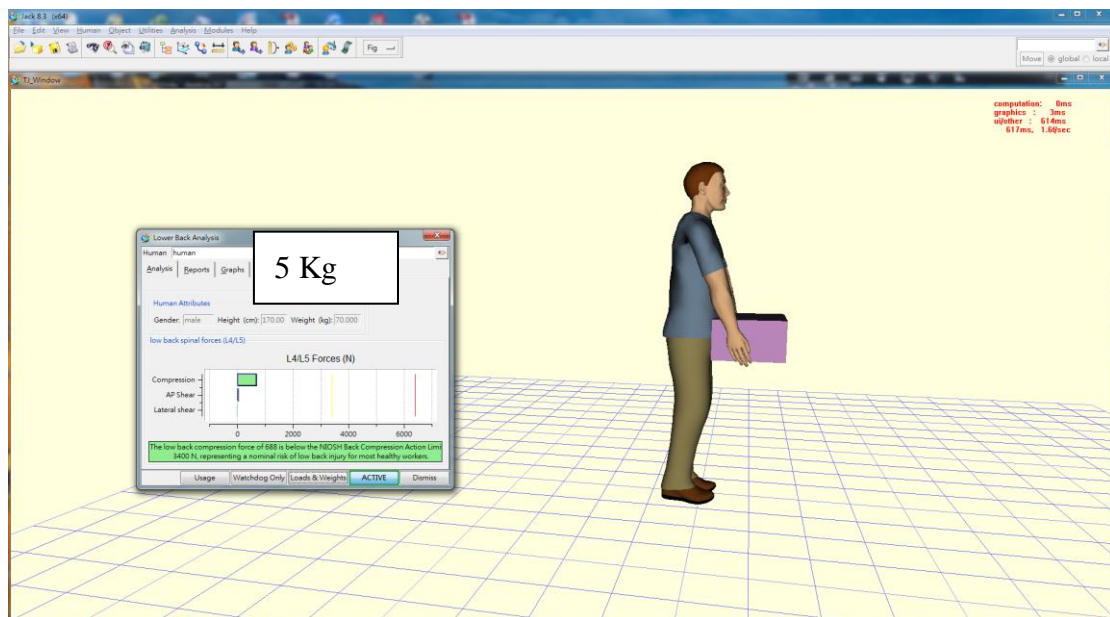 Jack 8.3 (x64)
File Edit View Human Object Utilities Analysis Modules Help
Fig
Move global local
TJ_Window
computation: 0ms
graphics : 3ms
ui/other : 614ms
617ms, 1.6f/sec
Lower Back Analysis
Human human
Analysis Reports Graphs
5 Kg
Human Attributes
Gender: male Height (cm): 170.00 Weight (kg): 70.000
low back spinal forces (L4/L5)
L4/L5 Forces (N)
Compression
AP Shear
Lateral shear
0 2000 4000 6000
The low back compression force of 688 is below the NIOSH Back Compression Action Limi
3400 N, representing a nominal risk of low back injury for most healthy workers.
Usage Watchdog Only Loads & Weights ACTIVE Dismiss